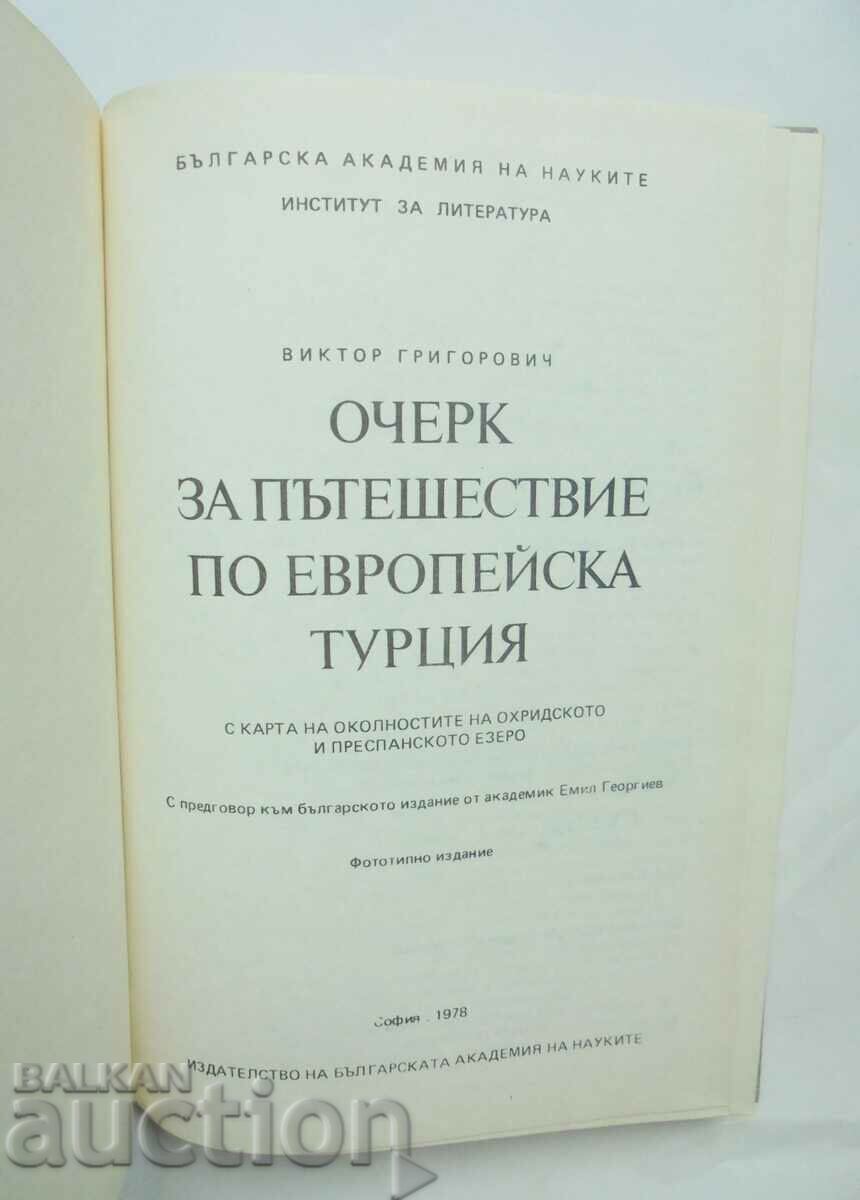 БЪЛГАРСКА АКАДЕМИЯ НА НАУКИТЕ
ИНСТИТУТ ЗА ЛИТЕРАТУРА
ВИКТОР ГРИГОРОВИЧ
ОЧЕРК
ЗА ПЪТЕШЕСТВИЕ
ПО ЕВРОПЕЙСКА
ТУРЦИЯ
С КАРТА НА ОКОЛНОСТИТЕ НА ОХРИДСКОТО
И ПРЕСПАНСКОТО ЕЗЕРО
С предговор към българското издание от академик Емил Георгиев
Фототипно издание
София . 1978
ИЗДАТЕЛСТВО НА БЪЛГАРСКАТА АКАДЕМИЯ НА НАУКИТЕ
BALKAN
auction